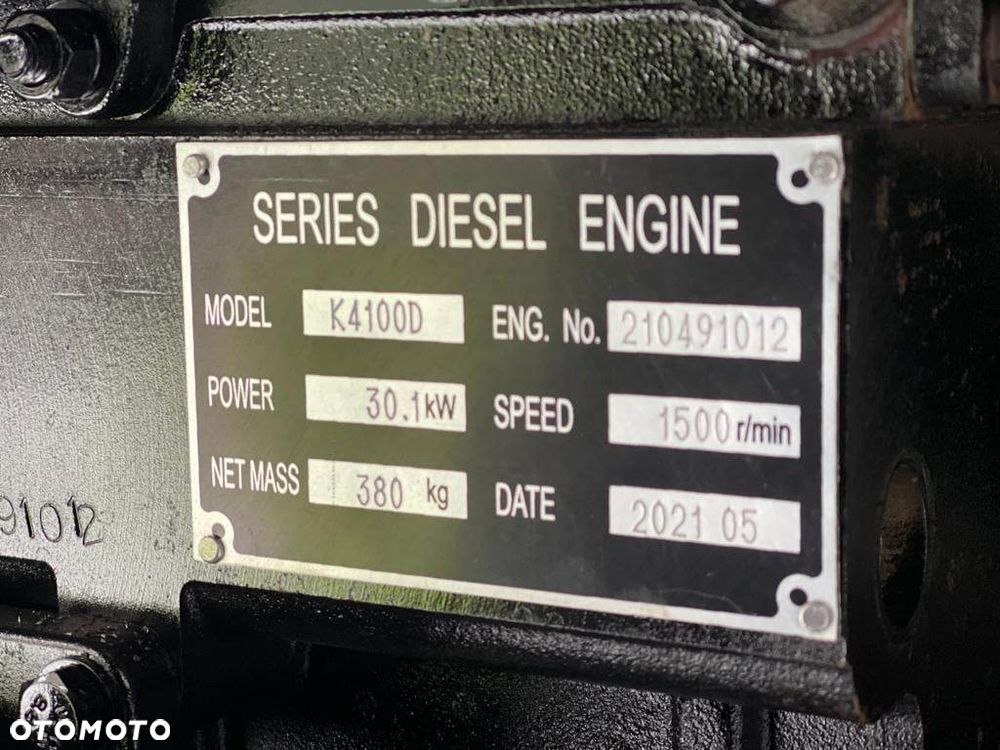 SERIES DIESEL ENGINE
MODEL K4100D ENG. No. 210491012
POWER 30.1kW SPEED 1500r/min
NET MASS 380 kg DATE 2021 05
91012
OTOMOTO